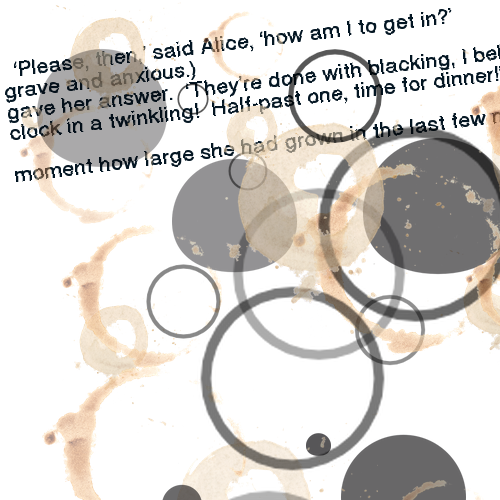 ‘Please, then,’ said Alice, ‘how am I to get in?’
grave and anxious.)
gave her answer. ‘They’re done with blacking, I
clock in a twinkling! Half-past one, time for dinner!
moment how large she had grown in the last few